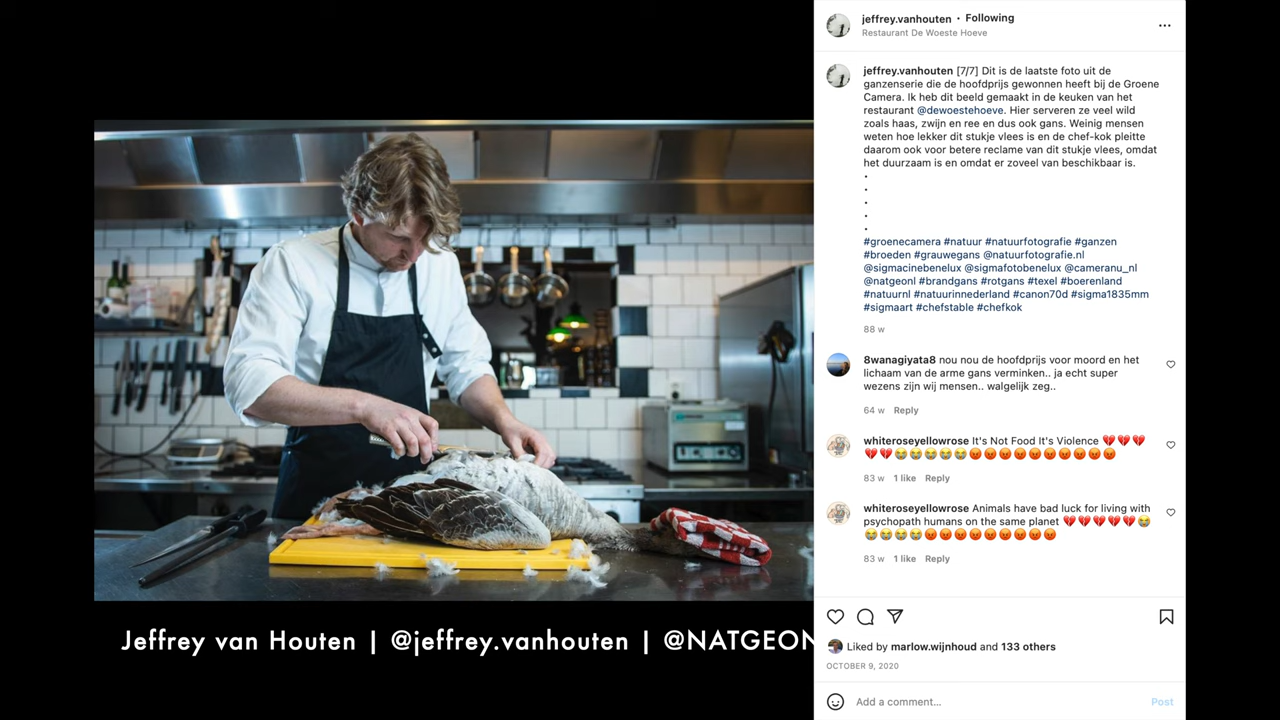 jeffrey.vanhouten • Following
Restaurant De Woeste Hoeve
jeffrey.vanhouten [7/7] Dit is de laatste foto uit de
ganzenserie die de hoofdprijs gewonnen heeft bij de Groene
Camera. Ik heb dit beeld gemaakt in de keuken van het
restaurant @dewoestehoeve. Hier serveren ze veel wild
zoals haas, zwijn en ree en dus ook gans. Weinig mensen
weten hoe lekker dit stukje vlees is en de chef-kok pleitte
daarom ook voor betere reclame van dit stukje vlees, omdat
het duurzaam is en omdat er zoveel van beschikbaar is.
•
•
•
•
•
#groenecamera #natuur #natuurfotografie #ganzen
#broeden #grauwegans @natuurfotografie.nl
@sigmacinebenelux @sigmafotobenelux @cameranu_nl
@natgeonl #brandgans #rotgans #texel #boerenland
#natuurnl #natuurinnederland #canon70d #sigma1835mm
#sigmaart #chefstable #chefkok
88 w
8wanagiyata8 nou nou de hoofdprijs voor moord en het
lichaam van de arme gans verminken.. ja echt super
wezens zijn wij mensen.. walgelijk zeg..
64 w Reply
whiteroseyellowrose It's Not Food It's Violence 💔💔💔
💔💔😭😭😭😭😭😡😡😡😡😡😡😡😡😡😡
83 w 1 like Reply
whiteroseyellowrose Animals have bad luck for living with
psychopath humans on the same planet 💔💔💔💔💔😭
😭😭😭😭😡😡😡😡😡😡😡😡😡
83 w 1 like Reply
Liked by marlow.wijnhoud and 133 others
OCTOBER 9, 2020
Add a comment... Post
Jeffrey van Houten | @jeffrey.vanhouten | @NATGEON